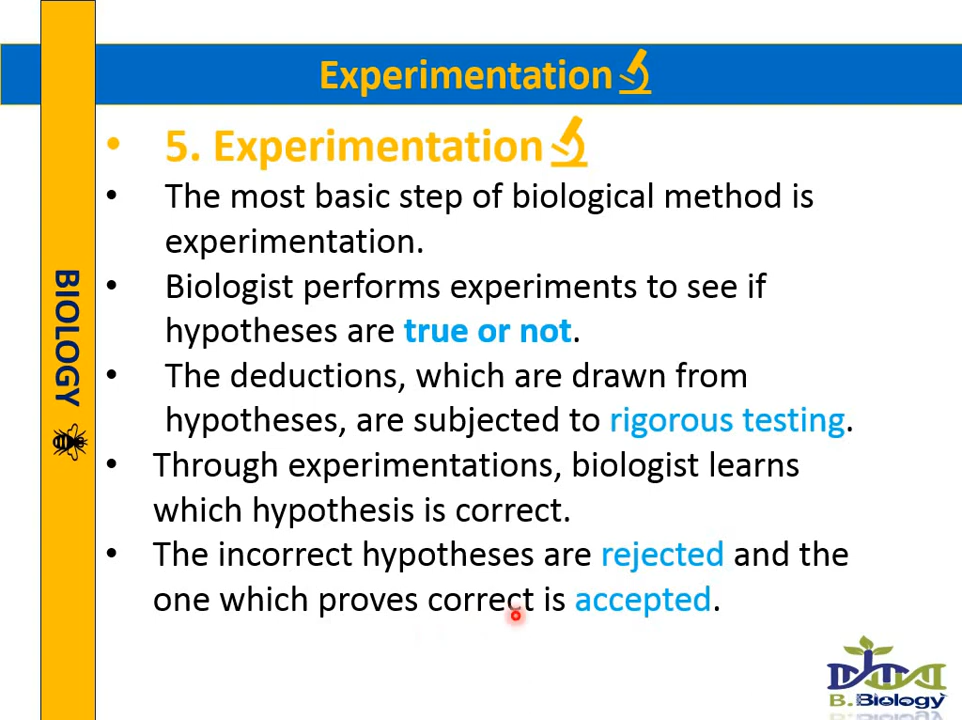 Experimentation
• 5. Experimentation
• The most basic step of biological method is
experimentation.
• Biologist performs experiments to see if
hypotheses are true or not.
• The deductions, which are drawn from
hypotheses, are subjected to rigorous testing.
• Through experimentations, biologist learns
which hypothesis is correct.
• The incorrect hypotheses are rejected and the
one which proves correct is accepted.
BIOLOGY
B. Biology